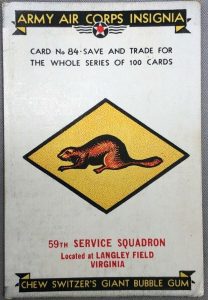 ARMY AIR CORPS INSIGNIA
CARD No 84 · SAVE AND TRADE FOR
THE WHOLE SERIES OF 100 CARDS
59TH SERVICE SQUADRON
Located at LANGLEY FIELD
VIRGINIA
CHEW SWITZER'S GIANT BUBBLE GUM